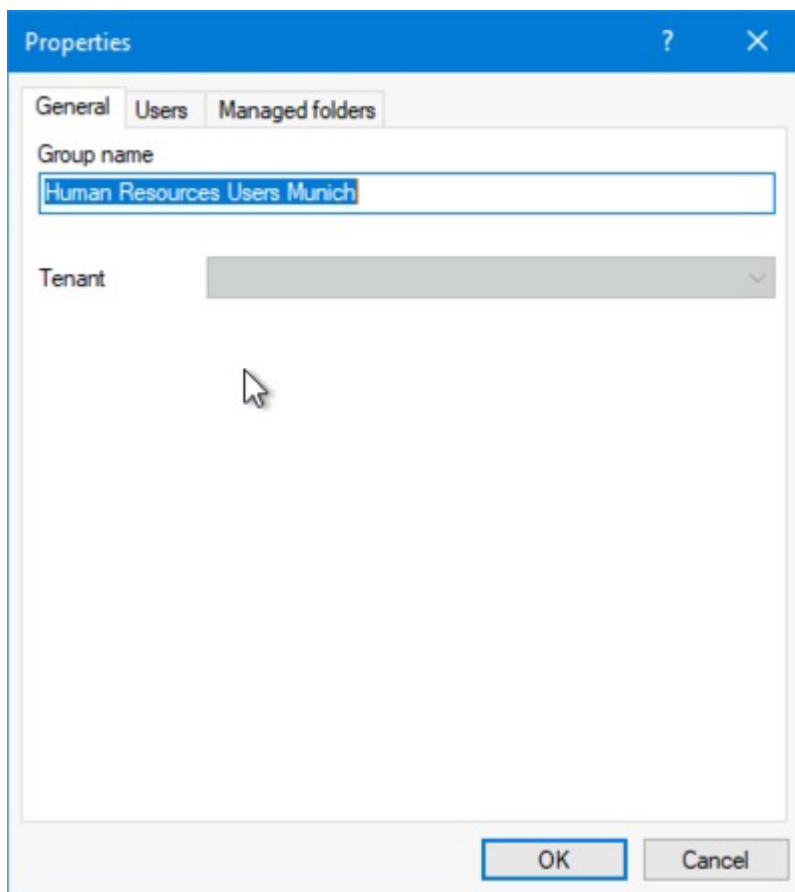 Properties ?
General Users Managed folders
Group name
Human Resources Users Munich
Tenant
OK Cancel